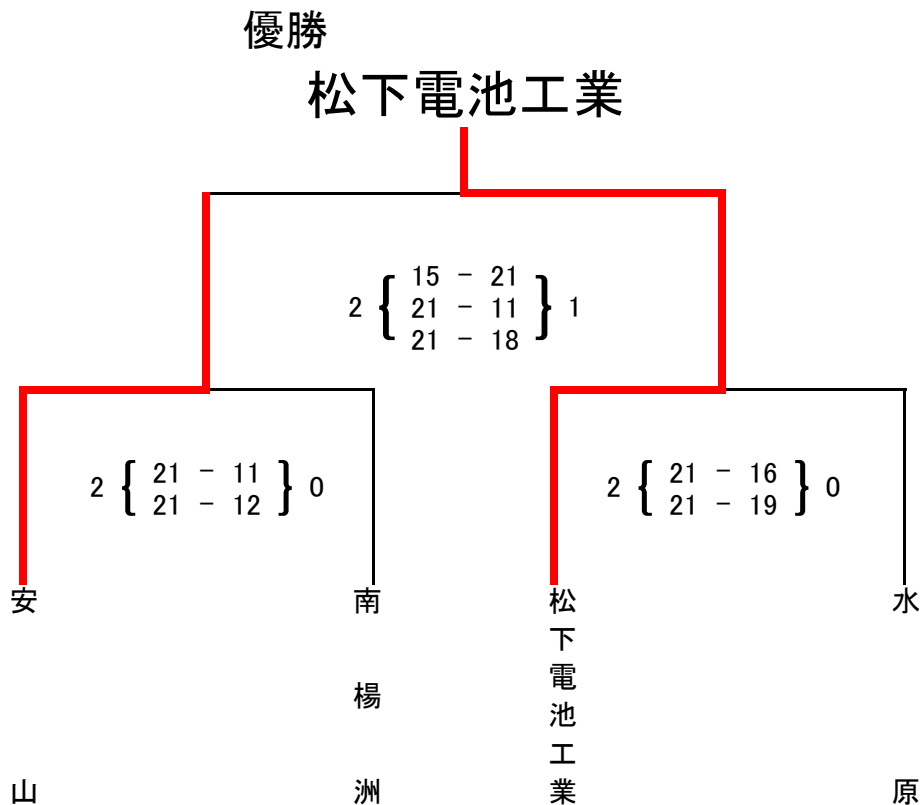 優勝
松下電池工業
15 - 21
2 { 21 - 11 } 1
21 - 18
2 { 21 - 11 } 0
21 - 12
2 { 21 - 16 } 0
21 - 19
安山
南楊洲
松下電池工業
水原